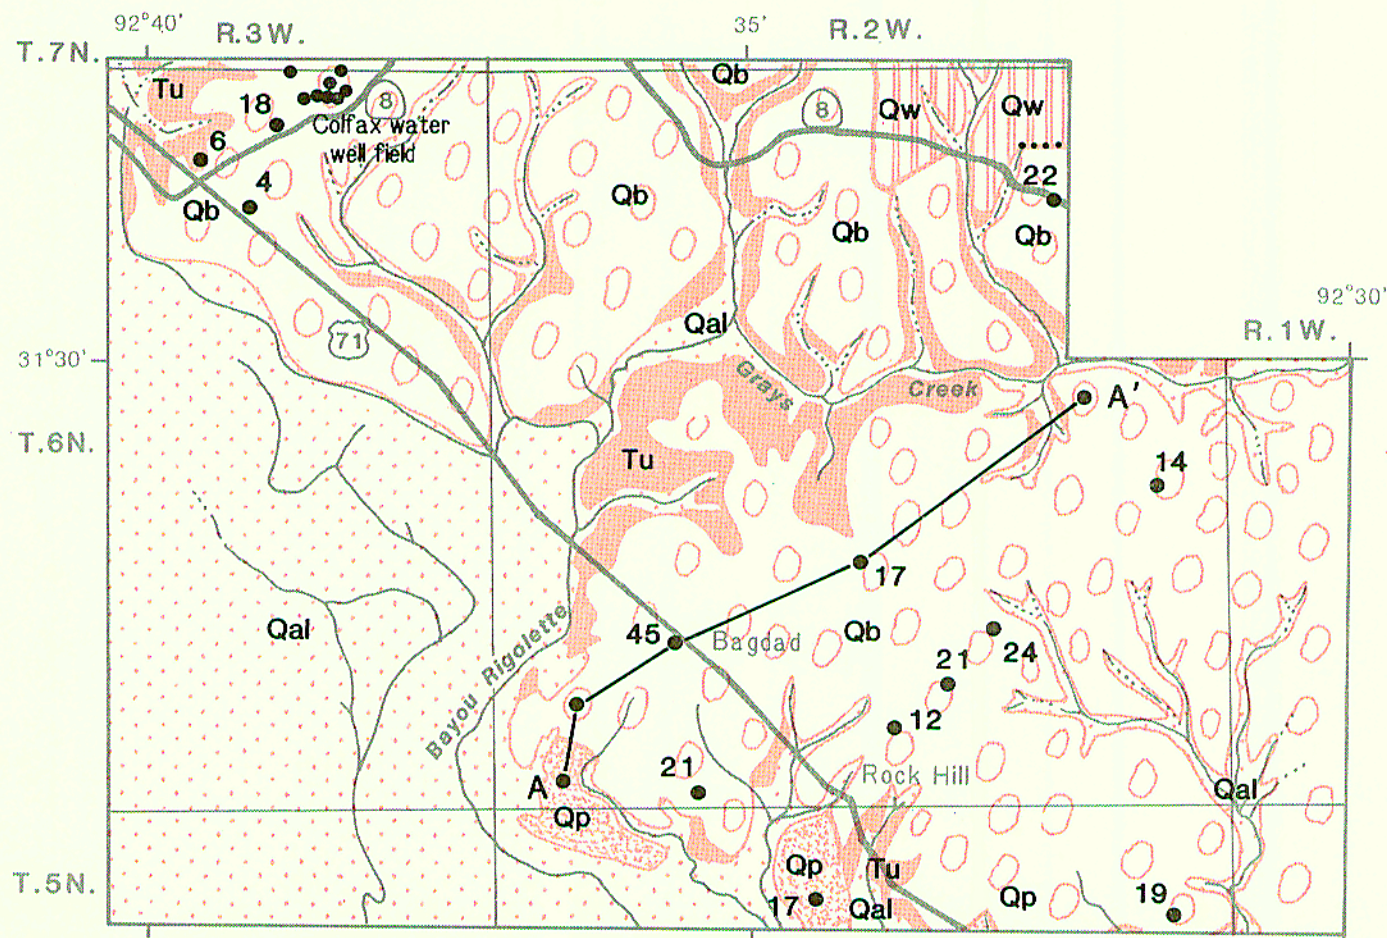 92°40'
R.3W.
35'
R.2W.
T.7N.
Tu
18
8
Qb
8
Qw
Qw
Colfax water
well field
6
4
Qb
Qb
Qb
22
Qb
92°30'
71
Qal
R.1W.
31°30'
Grays
Creek
A'
T.6N.
Tu
14
17
Qal
45
Bagdad
Qb
24
21
Bayou Rigolette
12
A
21
Rock Hill
Qp
Qal
Qp
Tu
T.5N.
17
Qal
Qp
19